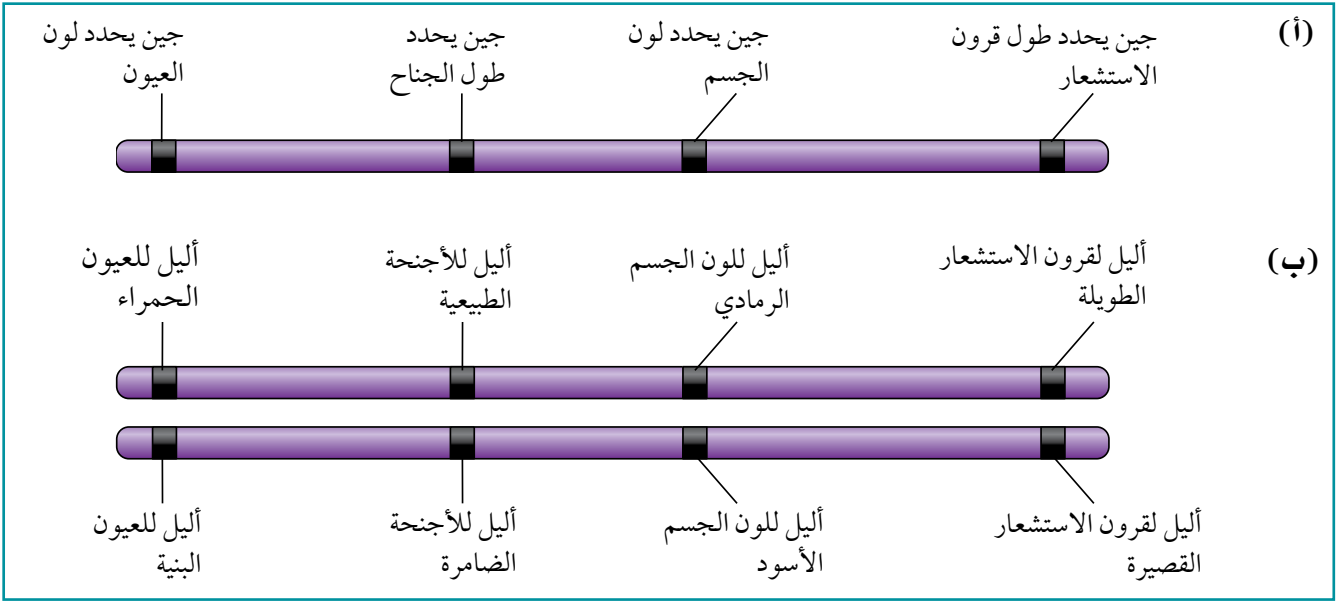 (أ)
جين يحدد طول قرون
الاستشعار
جين يحدد لون
الجسم
جين يحدد
طول الجناح
جين يحدد لون
العيون
(ب)
أليل لقرون الاستشعار
الطويلة
أليل للون الجسم
الرمادي
أليل للأجنحة
الطبيعية
أليل للعيون
الحمراء
أليل لقرون الاستشعار
القصيرة
أليل للون الجسم
الأسود
أليل للأجنحة
الضامرة
أليل للعيون
البنية